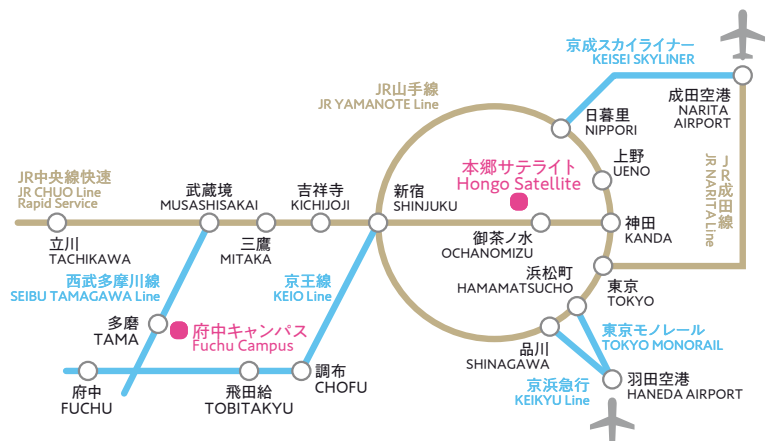 京成スカイライナー
KEISEI SKYLINER
成田空港
NARITA
AIRPORT
JR山手線
JR YAMANOTE Line
日暮里
NIPPORI
上野
UENO
本郷サテライト
Hongo Satellite
JR成田線
JR NARITA Line
JR中央線快速
JR CHUO Line
Rapid Service
武蔵境
MUSASHISAKAI
吉祥寺
KICHIJOJI
新宿
SHINJUKU
立川
TACHIKAWA
三鷹
MITAKA
御茶ノ水
OCHANOMIZU
神田
KANDA
西武多摩川線
SEIBU TAMAGAWA Line
京王線
KEIO Line
浜松町
HAMAMATSUCHO
東京
TOKYO
多磨
TAMA
府中キャンパス
Fuchu Campus
品川
SHINAGAWA
東京モノレール
TOKYO MONORAIL
府中
FUCHU
飛田給
TOBITAKYU
調布
CHOFU
京浜急行
KEIKYU Line
羽田空港
HANEDA AIRPORT